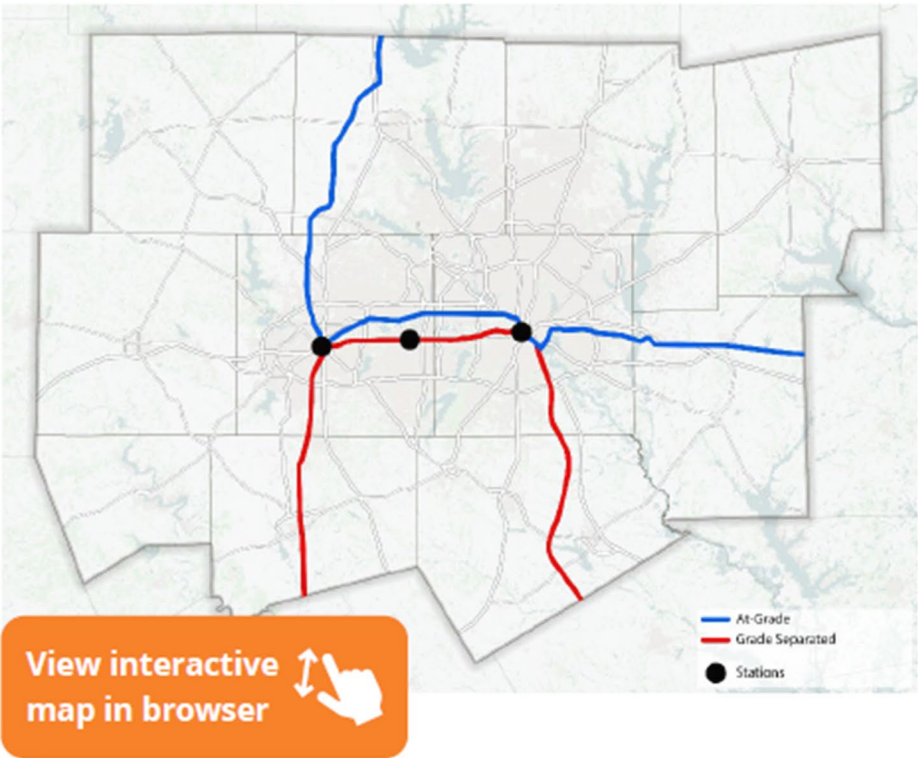 At-Grade
Grade Separated
Stations
View interactive
map in browser